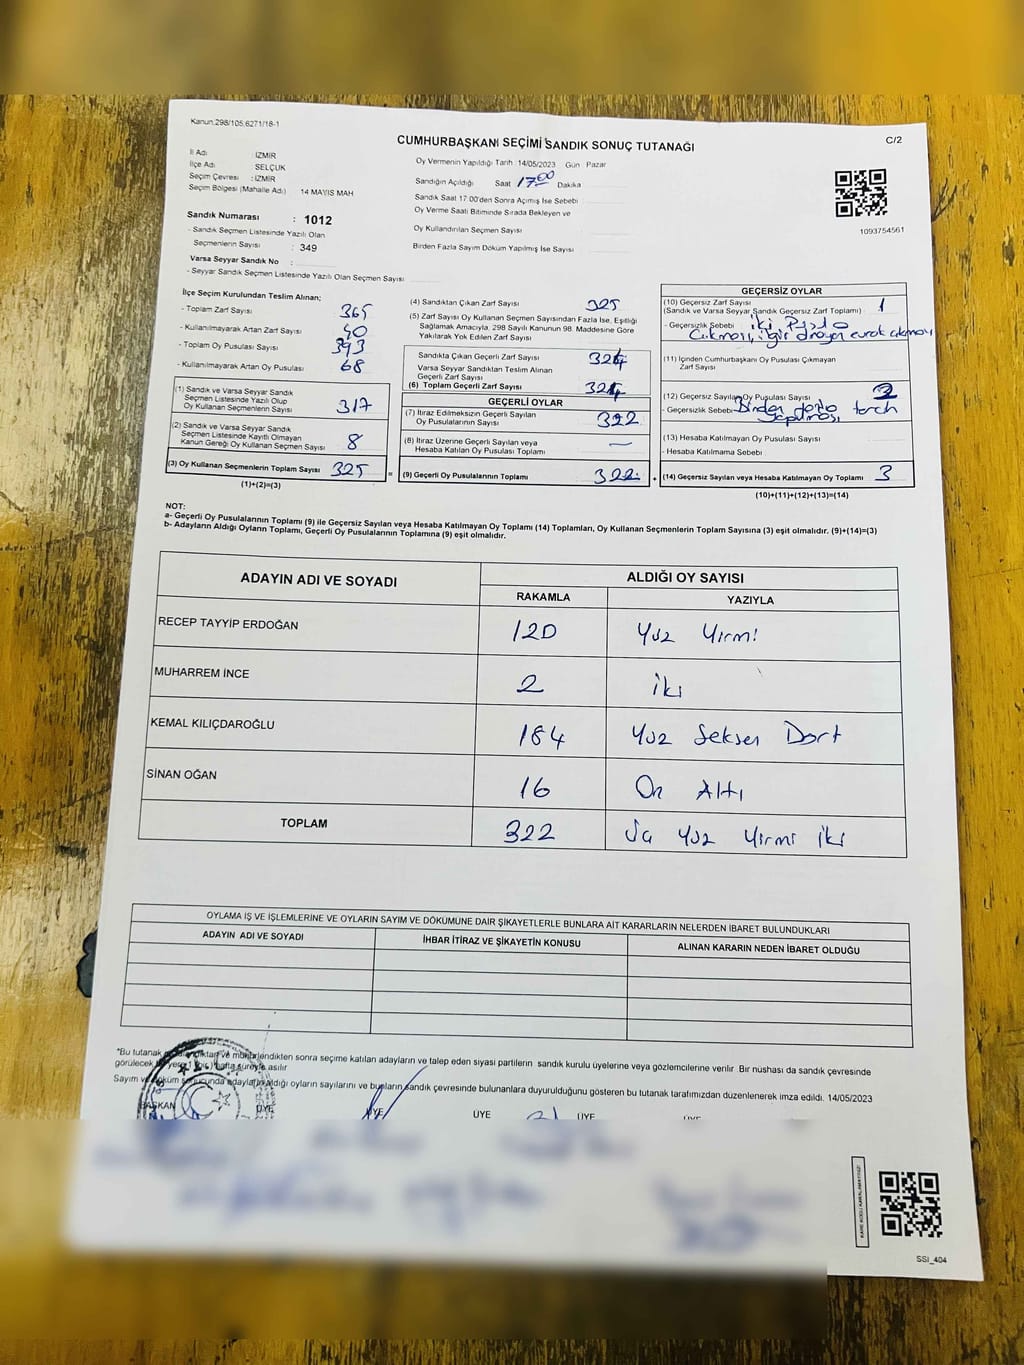 Kanun.298/105.6271/18-1
C/2
CUMHURBAŞKANI SEÇİMİ SANDIK SONUÇ TUTANAĞI
İl Adı : İZMİR
İlçe Adı : SELÇUK
Seçim Çevresi : İZMİR
Seçim Bölgesi (Mahalle Adı) 14 MAYIS MAH
Sandık Numarası : 1012
- Sandık Seçmen Listesinde Yazılı Olan
Seçmenlerin Sayısı : 349
Varsa Seyyar Sandık No :
- Seyyar Sandık Seçmen Listesinde Yazılı Olan Seçmen Sayısı
Oy Vermenin Yapıldığı Tarih : 14/05/2023 Gün : Pazar
Sandığın Açıldığı Saat 17:00 Dakika
Sandık Saat 17.00'den Sonra Açımış İse Sebebi
Oy Verme Saati Bitiminde Sırada Bekleyen ve
Oy Kullandırılan Seçmen Sayısı
Birden Fazla Sayım Döküm Yapılmış İse Sayısı
1093754561
İlçe Seçim Kurulundan Teslim Alınan;
- Toplam Zarf Sayısı 365
- Kullanılmayarak Artan Zarf Sayısı 40
- Toplam Oy Pusulası Sayısı 393
- Kullanılmayarak Artan Oy Pusulası 68
(1) Sandık ve Varsa Seyyar Sandık
Seçmen Listesinde Yazılı Olup
Oy Kullanan Seçmenlerin Sayısı 317
(2) Sandık ve Varsa Seyyar Sandık
Seçmen Listesinde Kayıtlı Olmayan
Kanun Gereği Oy Kullanan Seçmen Sayısı 8
(3) Oy Kullanan Seçmenlerin Toplam Sayısı 325
(1)+(2)=(3)
(4) Sandıktan Çıkan Zarf Sayısı 325
(5) Zarf Sayısı Oy Kullanan Seçmen Sayısından Fazla İse, Eşitliği
Sağlamak Amacıyla, 298 Sayılı Kanunun 98. Maddesine Göre
Yakılarak Yok Edilen Zarf Sayısı
Sandıkta Çıkan Geçerli Zarf Sayısı 324
Varsa Seyyar Sandıktan Teslim Alınan
Geçerli Zarf Sayısı
(6) Toplam Geçerli Zarf Sayısı 324
GEÇERLİ OYLAR
(7) İtiraz Edilmeksizin Geçerli Sayılan
Oy Pusulalarının Sayısı 322
(8) İtiraz Üzerine Geçerli Sayılan veya
Hesaba Katılan Oy Pusulası Toplamı —
= (9) Geçerli Oy Pusulalarının Toplamı 322
GEÇERSİZ OYLAR
(10) Geçersiz Zarf Sayısı
(Sandık ve Varsa Seyyar Sandık Geçersiz Zarf Toplamı) : 1
- Geçersizlik Sebebi
(11) İçinden Cumhurbaşkanı Oy Pusulası Çıkmayan
Zarf Sayısı
(12) Geçersiz Sayılan Oy Pusulası Sayısı 2
- Geçersizlik Sebebi Birden fazla tercih
yapılması
(13) Hesaba Katılmayan Oy Pusulası Sayısı
- Hesaba Katılmama Sebebi
+ (14) Geçersiz Sayılan veya Hesaba Katılmayan Oy Toplamı 3
(10)+(11)+(12)+(13)=(14)
NOT:
a- Geçerli Oy Pusulalarının Toplamı (9) ile Geçersiz Sayılan veya Hesaba Katılmayan Oy Toplamı (14) Toplamları, Oy Kullanan Seçmenlerin Toplam Sayısına (3) eşit olmalıdır. (9)+(14)=(3)
b- Adayların Aldığı Oyların Toplamı, Geçerli Oy Pusulalarının Toplamına (9) eşit olmalıdır.
ADAYIN ADI VE SOYADI
ALDIĞI OY SAYISI
RAKAMLA YAZIYLA
RECEP TAYYİP ERDOĞAN 120 Yüz Yirmi
MUHARREM İNCE 2 iki
KEMAL KILIÇDAROĞLU 184 Yüz Seksen Dört
SİNAN OĞAN 16 On Altı
TOPLAM 322 Üç Yüz Yirmi iki
OYLAMA İŞ VE İŞLEMLERİNE VE OYLARIN SAYIM VE DÖKÜMÜNE DAİR ŞİKAYETLERLE BUNLARA AİT KARARLARIN NELERDEN İBARET BULUNDUKLARI
ADAYIN ADI VE SOYADI İHBAR İTİRAZ VE ŞİKAYETİN KONUSU ALINAN KARARIN NEDEN İBARET OLDUĞU
*Bu tutanak ve mühürlendikten sonra seçime katılan adayların ve talep eden siyasi partilerin sandık kurulu üyelerine veya gözlemcilerine verilir. Bir nüshası da sandık çevresinde
görülecek bir yere 1 (bir) hafta süreyle asılır
Sayım ve döküm sonucunda adayların aldığı oyların sayılarını ve bunların sandık çevresinde bulunanlara duyurulduğunu gösteren bu tutanak tarafımızdan düzenlenerek imza edildi. 14/05/2023
BAŞKAN ÜYE ÜYE ÜYE ÜYE
SSI_404